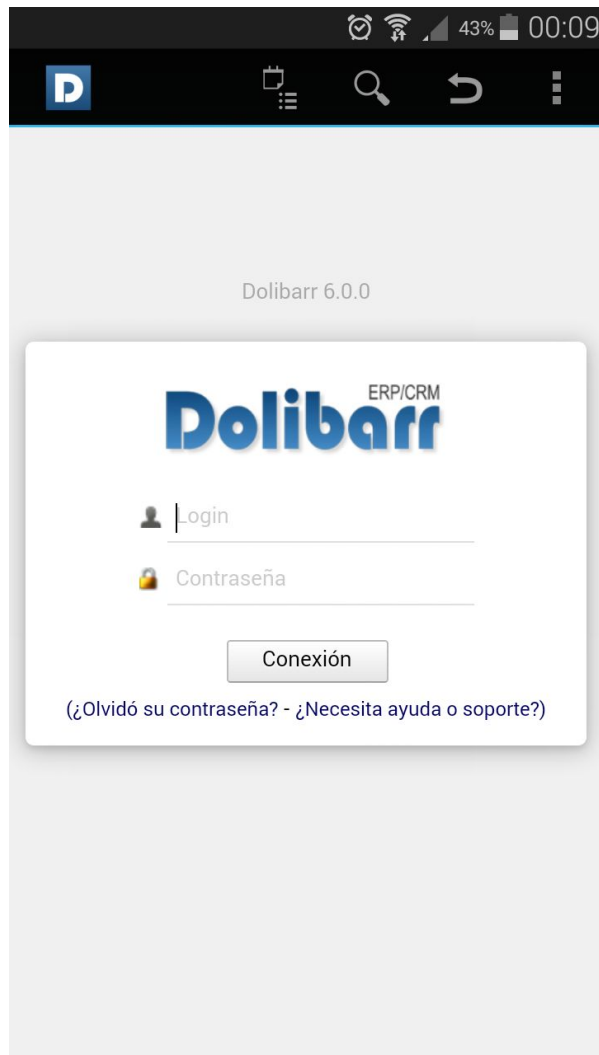 43% 00:09
D
Dolibarr 6.0.0
ERP/CRM
Dolibarr
Login
Contraseña
Conexión
(¿Olvidó su contraseña? - ¿Necesita ayuda o soporte?)